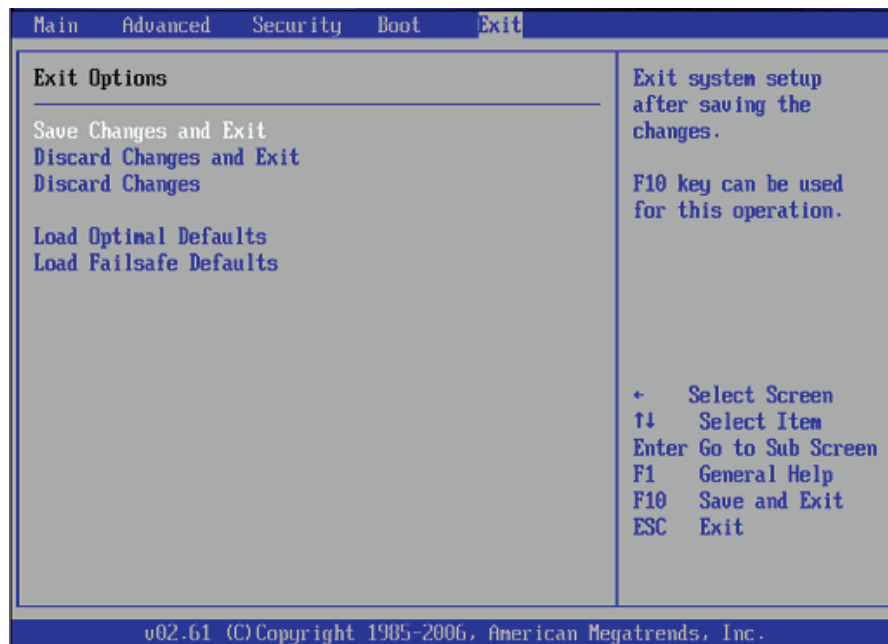 Main Advanced Security Boot Exit
Exit Options
Save Changes and Exit
Discard Changes and Exit
Discard Changes
Load Optimal Defaults
Load Failsafe Defaults
Exit system setup
after saving the
changes.
F10 key can be used
for this operation.
← Select Screen
↑↓ Select Item
Enter Go to Sub Screen
F1 General Help
F10 Save and Exit
ESC Exit
v02.61 (C)Copyright 1985-2006, American Megatrends, Inc.